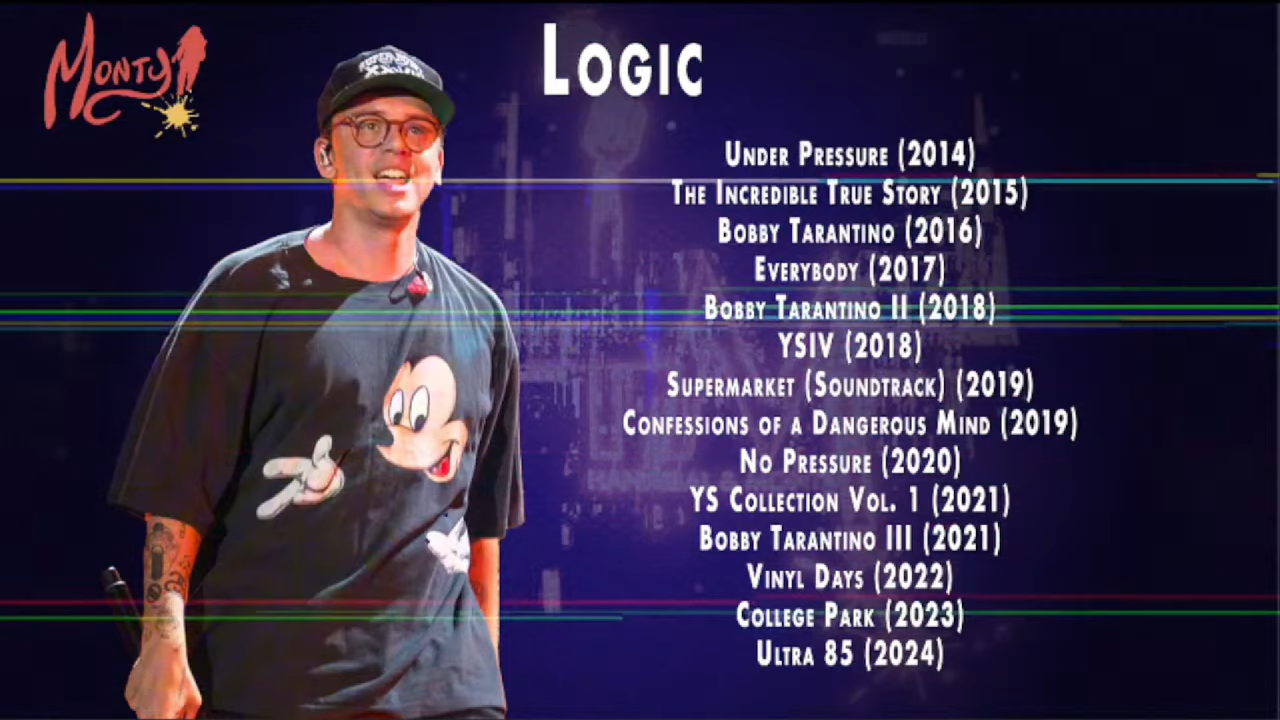 Monty
Logic
Under Pressure (2014)
The Incredible True Story (2015)
Bobby Tarantino (2016)
Everybody (2017)
Bobby Tarantino II (2018)
YSIV (2018)
Supermarket (Soundtrack) (2019)
Confessions of a Dangerous Mind (2019)
No Pressure (2020)
YS Collection Vol. 1 (2021)
Bobby Tarantino III (2021)
Vinyl Days (2022)
College Park (2023)
Ultra 85 (2024)